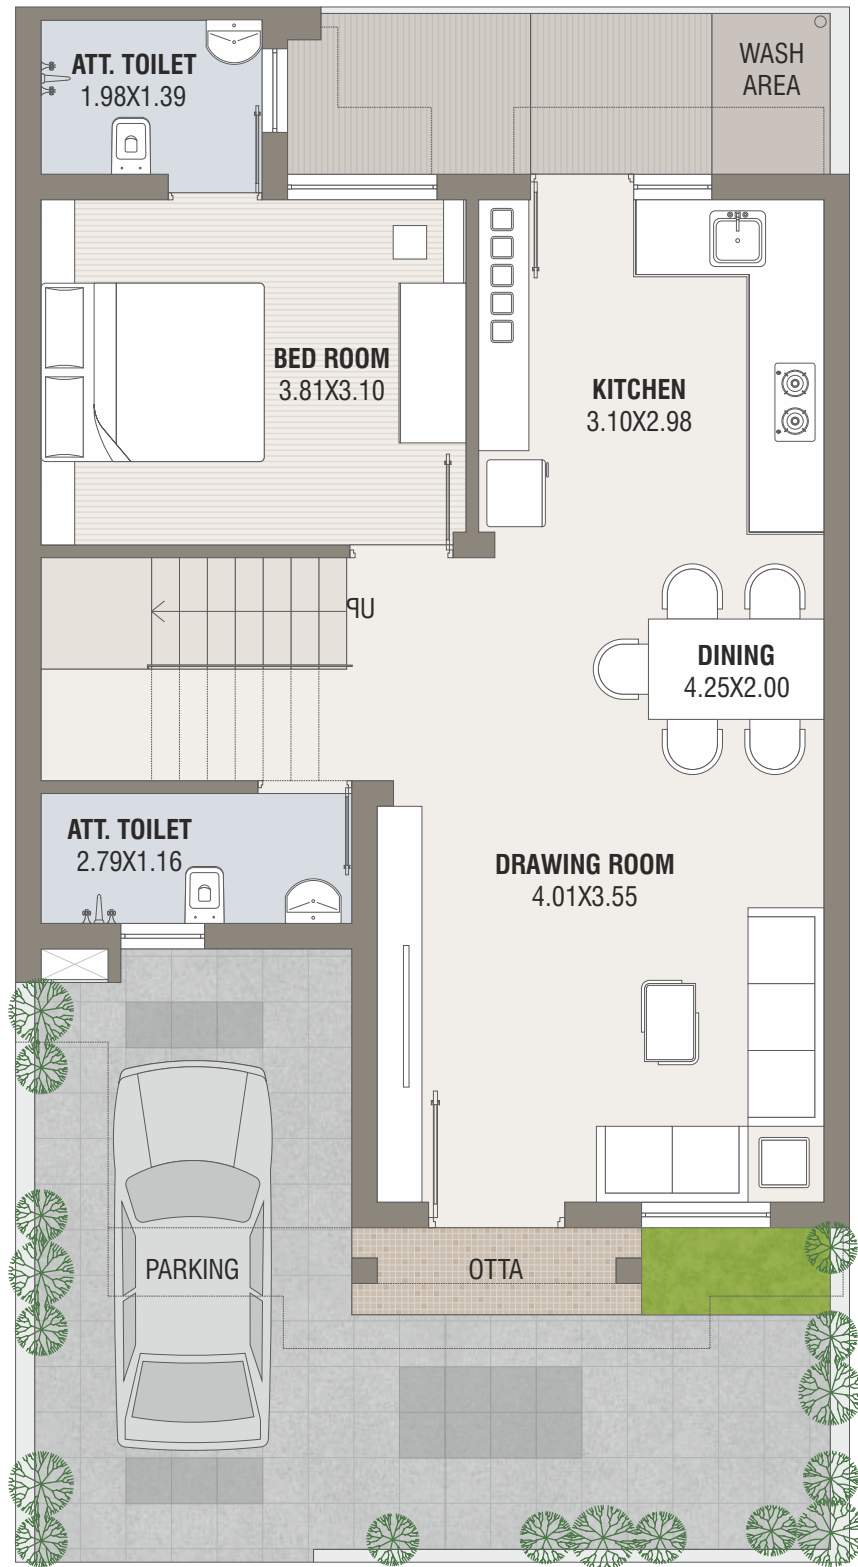 ATT. TOILET
1.98X1.39
WASH
AREA
BED ROOM
3.81X3.10
KITCHEN
3.10X2.98
UP
DINING
4.25X2.00
ATT. TOILET
2.79X1.16
DRAWING ROOM
4.01X3.55
PARKING
OTTA